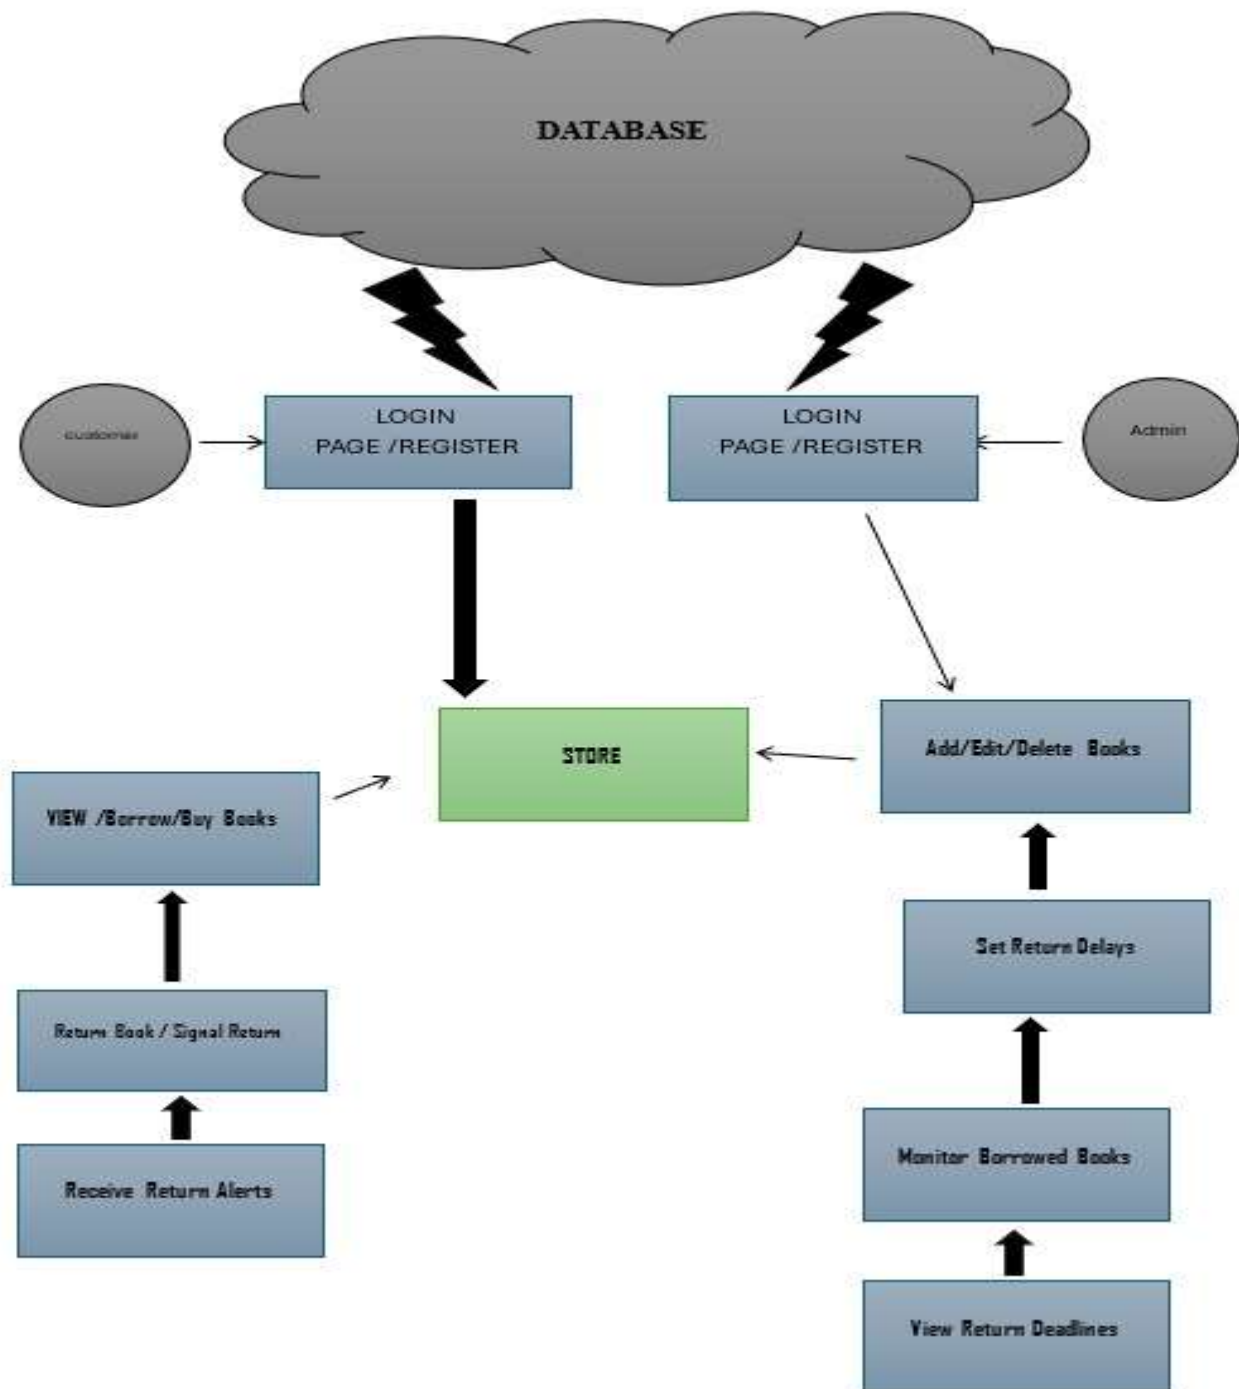 DATABASE
LOGIN
PAGE /REGISTER
LOGIN
PAGE /REGISTER
customer
Admin
STORE
Add/Edit/Delete Books
VIEW /Borrow/Buy Books
Set Return Delays
Return Book / Signal Return
Monitor Borrowed Books
Receive Return Alerts
View Return Deadlines